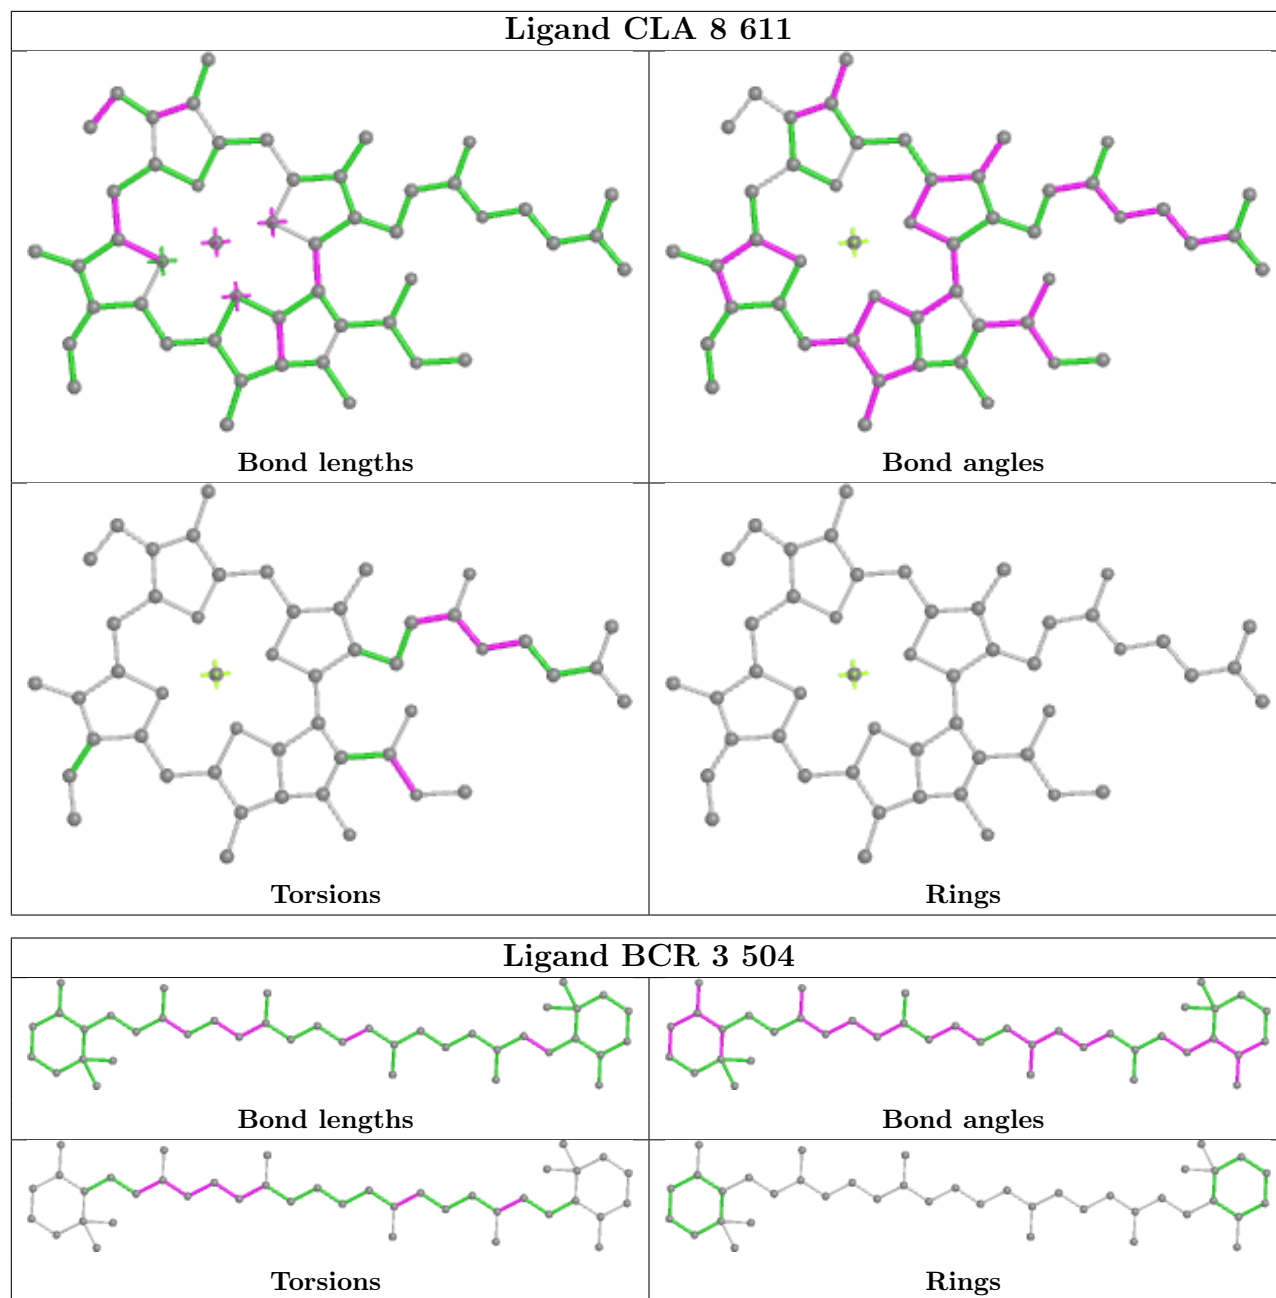 Ligand CLA 8 611
Bond lengths
Bond angles
Torsions
Rings
Ligand BCR 3 504
Bond lengths
Bond angles
Torsions
Rings